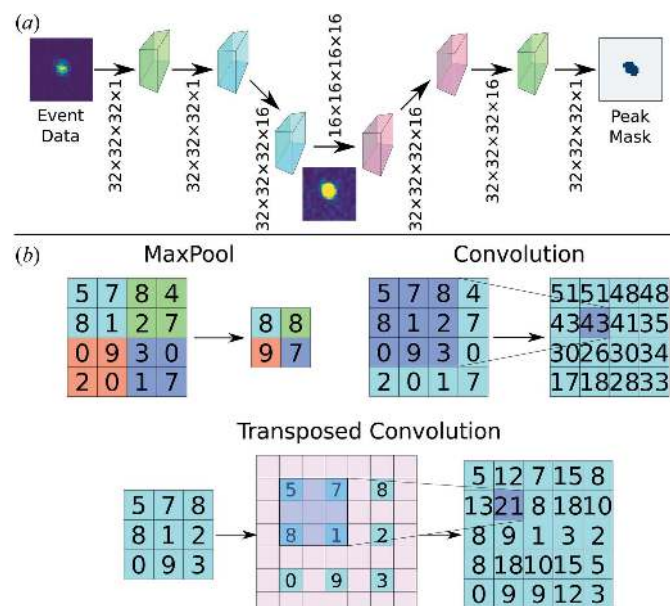 (a)
Event
Data
32×32×32×1
32×32×32×1
32×32×32×16
16×16×16×16
32×32×32×16
32×32×32×16
32×32×32×1
Peak
Mask
(b)
MaxPool
5 7 8 4
8 1 2 7
0 9 3 0
2 0 1 7
8 8
9 7
Convolution
5 7 8 4
8 1 2 7
0 9 3 0
2 0 1 7
51 51 48 48
43 43 41 35
30 26 30 34
17 18 28 33
Transposed Convolution
5 7 8
8 1 2
0 9 3
5 7 8
8 1 2
0 9 3
5 12 7 15 8
13 21 8 18 10
8 9 1 3 2
8 18 10 15 5
0 9 9 12 3